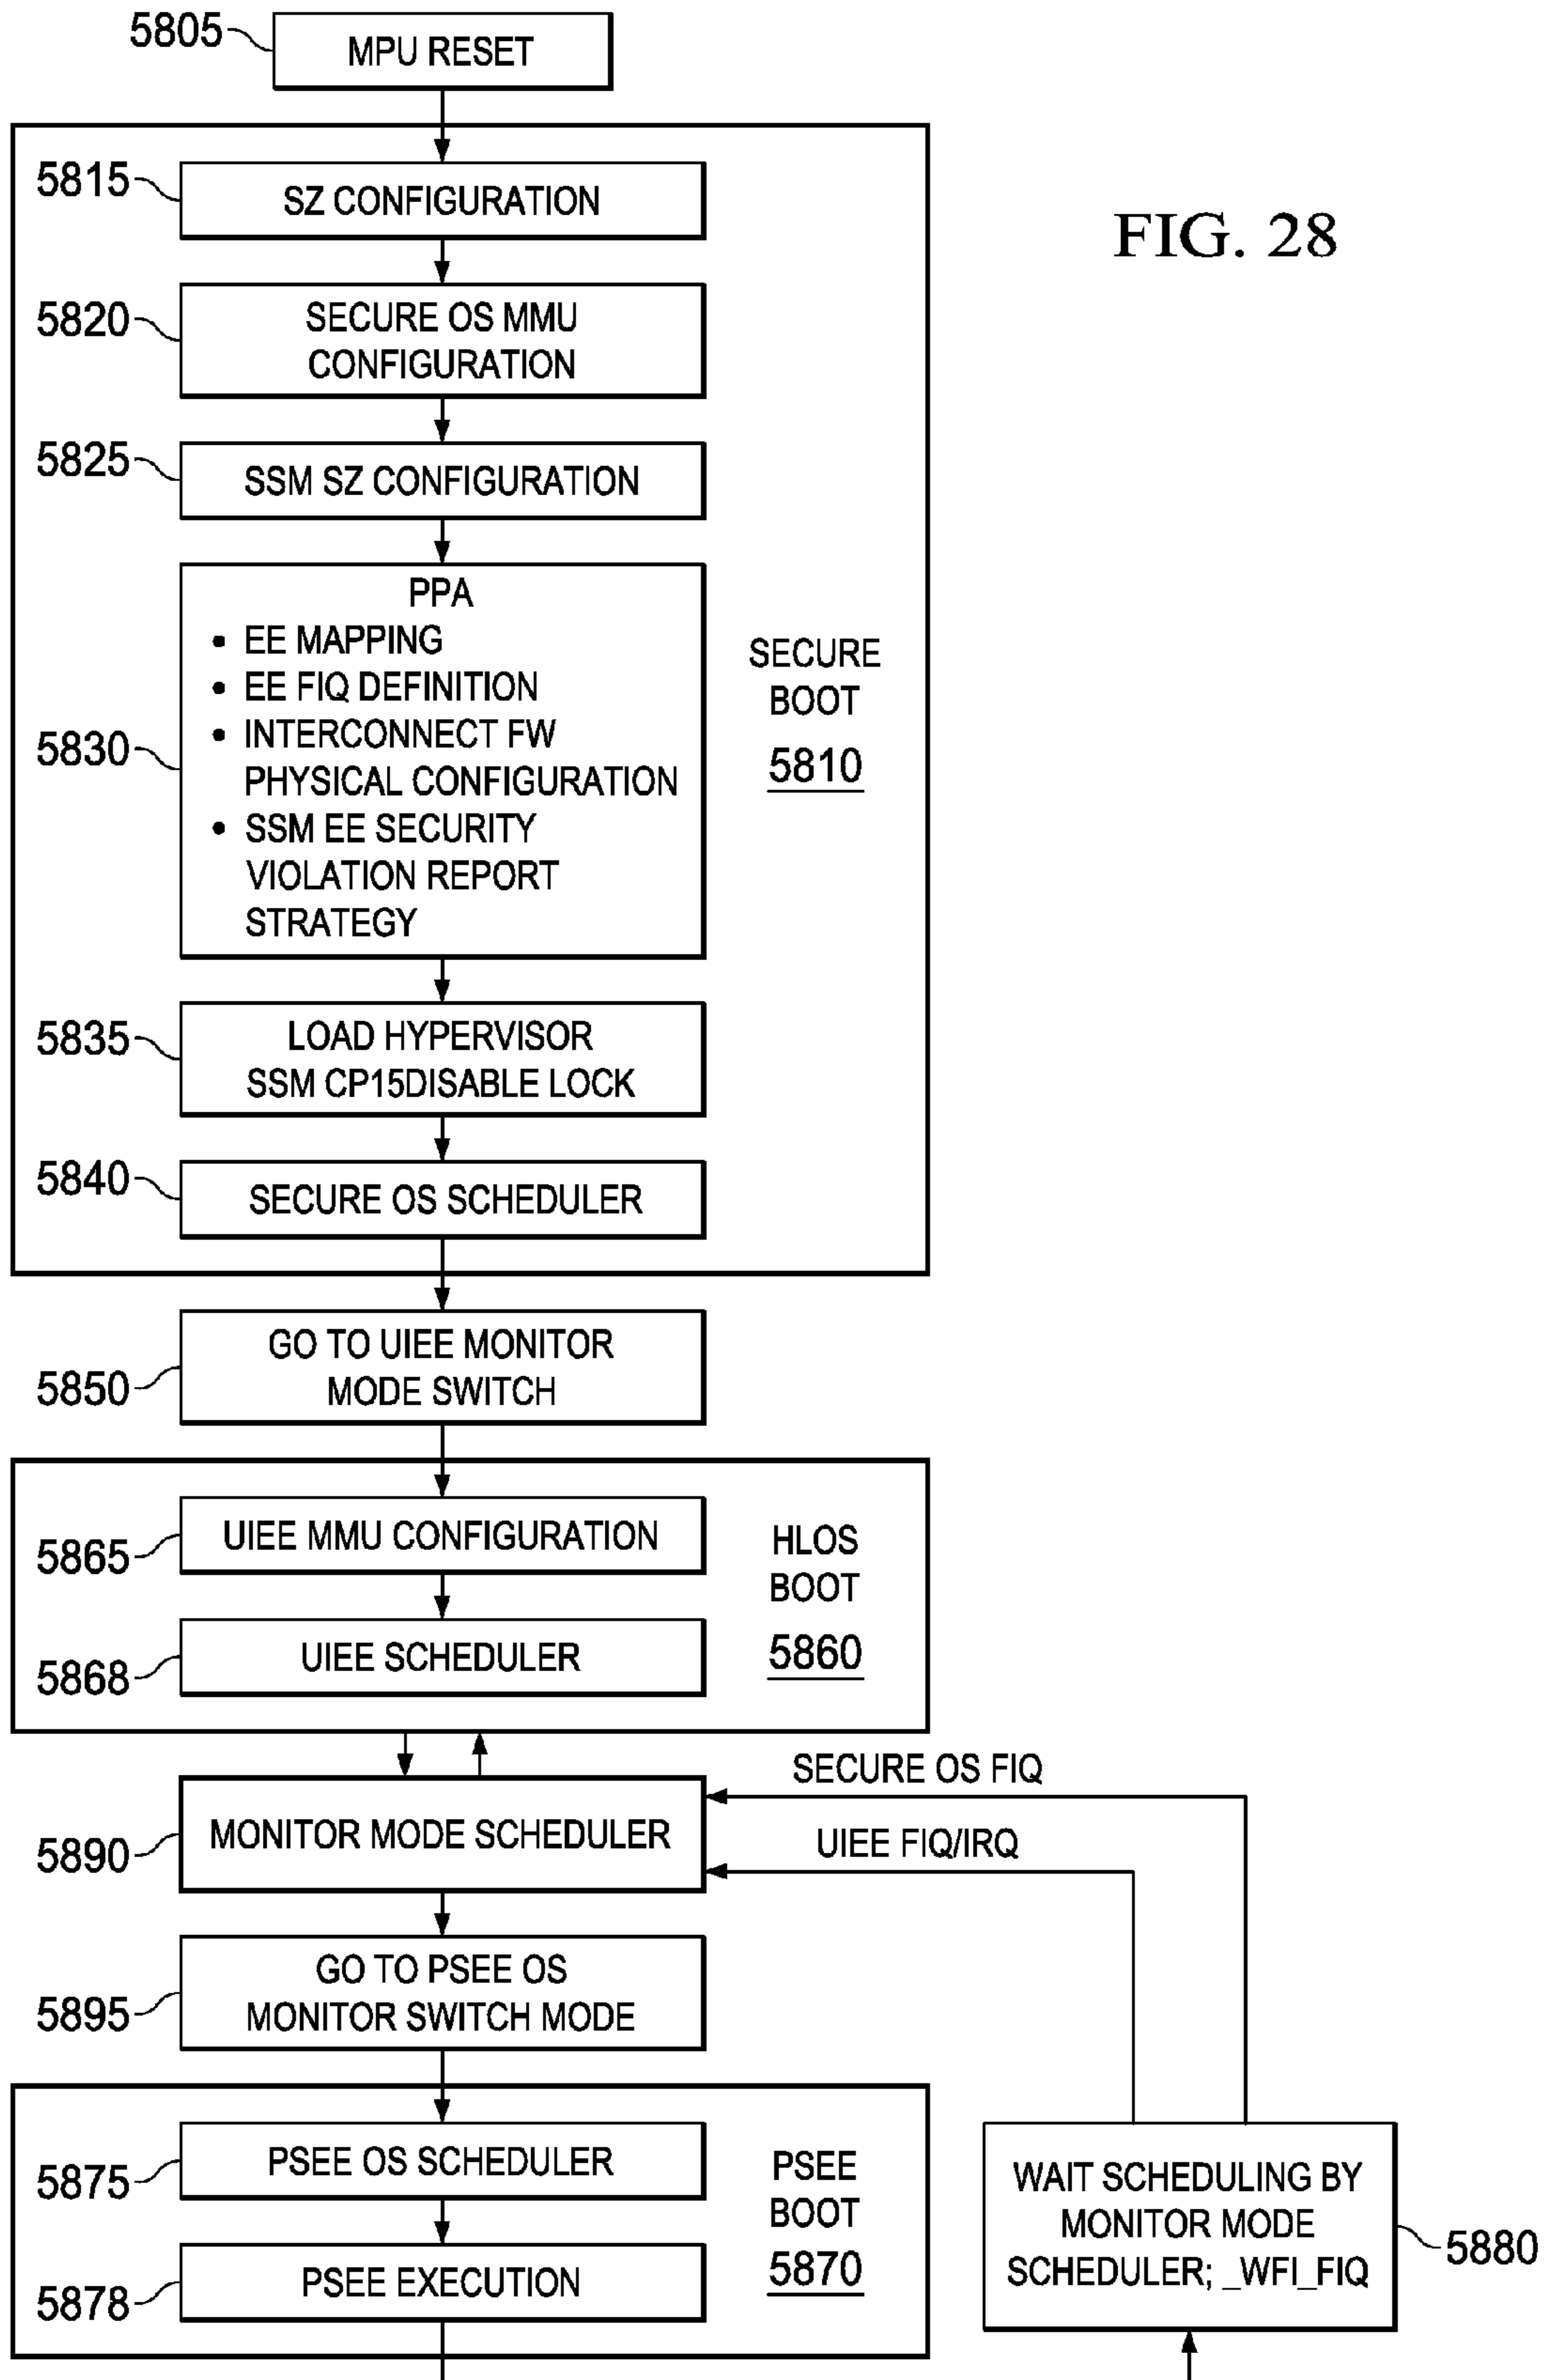 5805
MPU RESET
FIG. 28
5815
SZ CONFIGURATION
5820
SECURE OS MMU
CONFIGURATION
5825
SSM SZ CONFIGURATION
5830
PPA
• EE MAPPING
• EE FIQ DEFINITION
• INTERCONNECT FW
PHYSICAL CONFIGURATION
• SSM EE SECURITY
VIOLATION REPORT
STRATEGY
SECURE
BOOT
5810
5835
LOAD HYPERVISOR
SSM CP15DISABLE LOCK
5840
SECURE OS SCHEDULER
5850
GO TO UIEE MONITOR
MODE SWITCH
5865
UIEE MMU CONFIGURATION
5868
UIEE SCHEDULER
HLOS
BOOT
5860
SECURE OS FIQ
UIEE FIQ/IRQ
5890
MONITOR MODE SCHEDULER
5895
GO TO PSEE OS
MONITOR SWITCH MODE
5875
PSEE OS SCHEDULER
5878
PSEE EXECUTION
PSEE
BOOT
5870
WAIT SCHEDULING BY
MONITOR MODE
SCHEDULER; _WFI_FIQ
5880